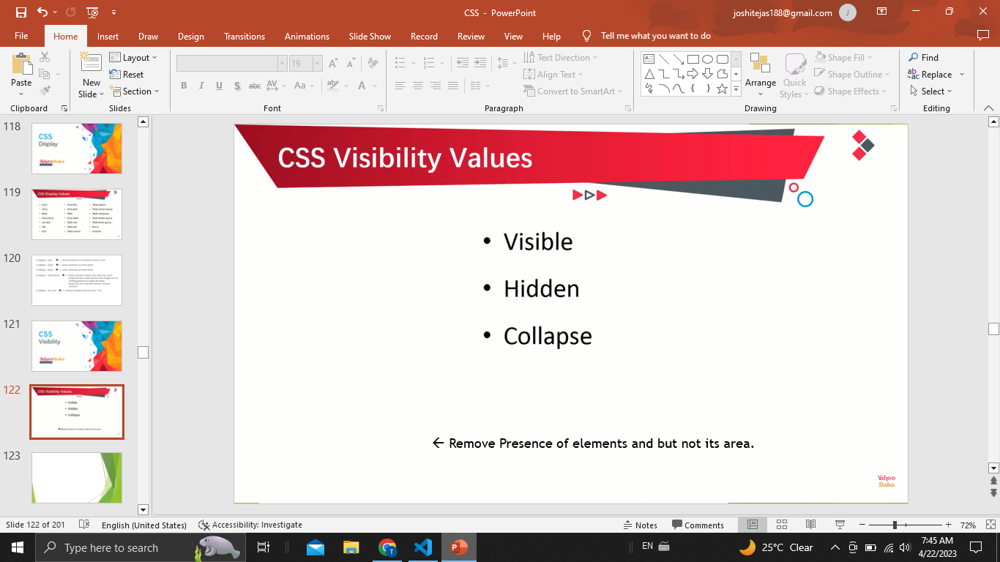 CSS - PowerPoint
joshitejas188@gmail.com
J
File
Home
Insert
Draw
Design
Transitions
Animations
Slide Show
Record
Review
View
Help
Tell me what you want to do
Paste
New
Slide
Layout
Reset
Section
19
B
I
U
S
abc
AV
Aa
A
Text Direction
Align Text
Convert to SmartArt
Arrange
Quick
Styles
Shape Fill
Shape Outline
Shape Effects
Find
Replace
Select
Clipboard
Slides
Font
Paragraph
Drawing
Editing
118
CSS
Display
Yahoo
Baba
119
CSS Display Values
120
121
CSS
Visibility
Yahoo
Baba
122
CSS Visibility Values
• Visible
• Hidden
• Collapse
123
CSS Visibility Values
• Visible
• Hidden
• Collapse
← Remove Presence of elements and but not its area.
Yahoo
Baba
Slide 122 of 201
English (United States)
Accessibility: Investigate
Notes
Comments
72%
Type here to search
EN
25°C Clear
7:45 AM
4/22/2023